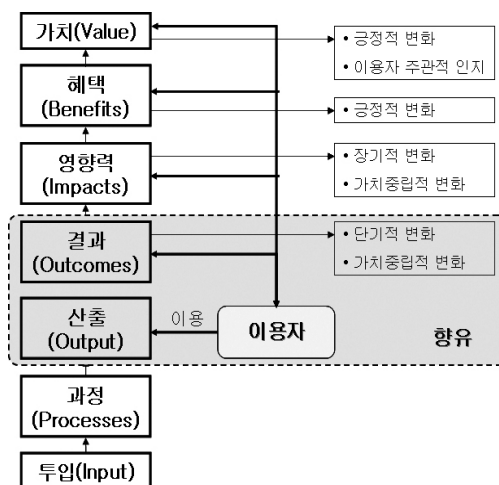 가치(Value)
• 긍정적 변화
• 이용자 주관적 인지
혜택
(Benefits)
• 긍정적 변화
영향력
(Impacts)
• 장기적 변화
• 가치중립적 변화
결과
(Outcomes)
• 단기적 변화
• 가치중립적 변화
산출
(Output)
이용
이용자
향유
과정
(Processes)
투입(Input)